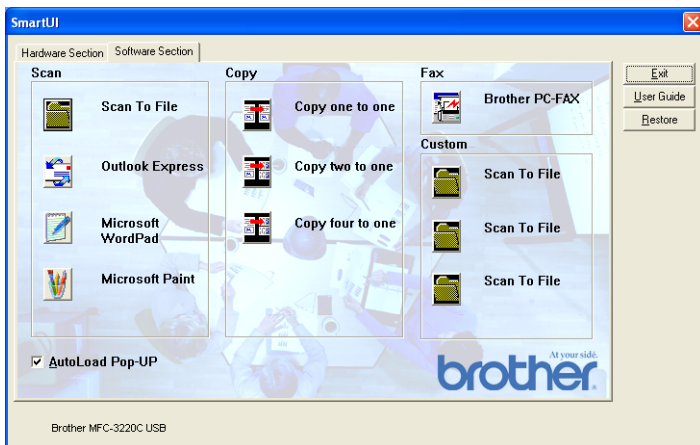 SmartUI
Hardware Section
Software Section
Scan
Scan To File
Outlook Express
Microsoft
WordPad
Microsoft Paint
Copy
Copy one to one
Copy two to one
Copy four to one
Fax
Brother PC-FAX
Custom
Scan To File
Scan To File
Scan To File
Exit
User Guide
Restore
AutoLoad Pop-UP
At your side.
brother
Brother MFC-3220C USB